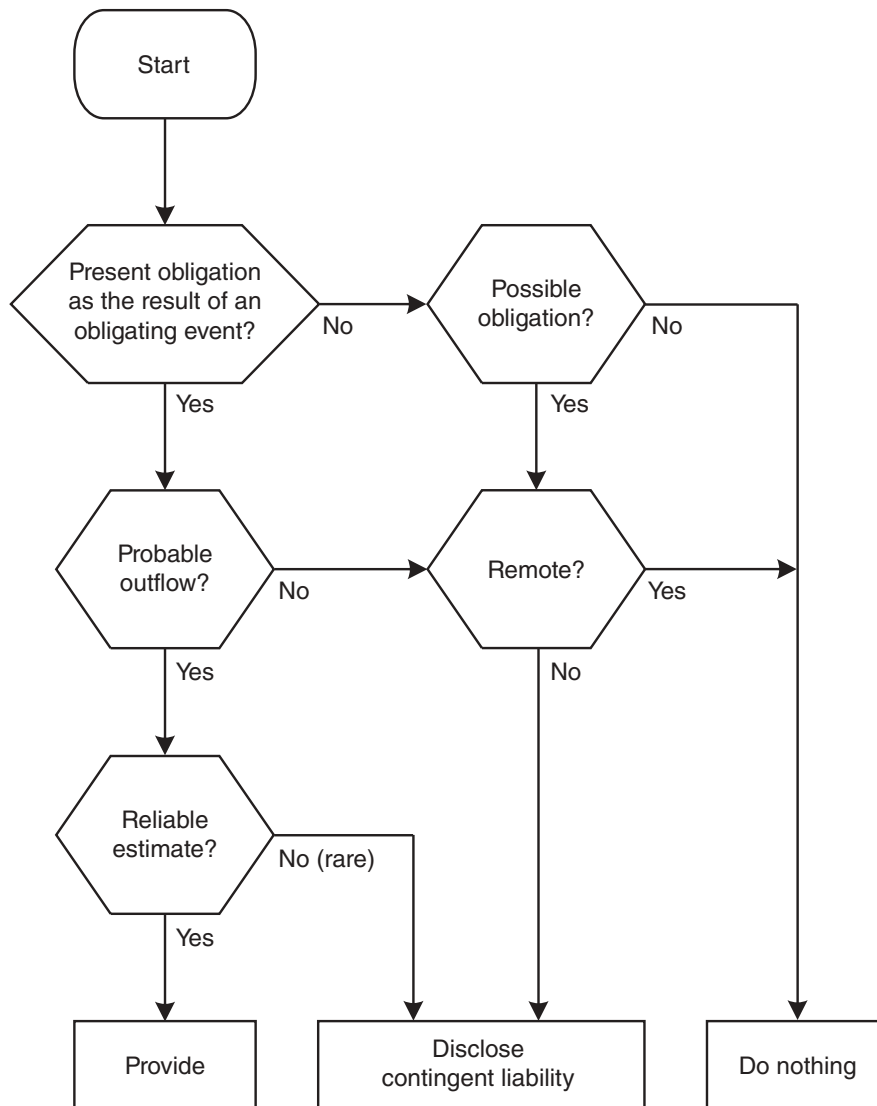 Start
Present obligation
as the result of an
obligating event?
No
Possible
obligation?
No
Yes
Yes
Probable
outflow?
No
Remote?
Yes
Yes
No
Reliable
estimate?
No (rare)
Yes
Provide
Disclose
contingent liability
Do nothing